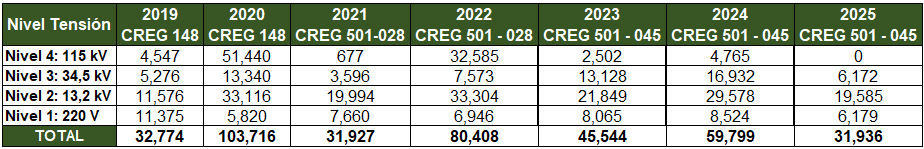 Nivel Tensión 2019 CREG 148 2020 CREG 148 2021 CREG 501-028 2022 CREG 501 - 028 2023 CREG 501 - 045 2024 CREG 501 - 045 2025 CREG 501 - 045
Nivel 4: 115 kV 4,547 51,440 677 32,585 2,502 4,765 0
Nivel 3: 34,5 kV 5,276 13,340 3,596 7,573 13,128 16,932 6,172
Nivel 2: 13,2 kV 11,576 33,116 19,994 33,304 21,849 29,578 19,585
Nivel 1: 220 V 11,375 5,820 7,660 6,946 8,065 8,524 6,179
TOTAL 32,774 103,716 31,927 80,408 45,544 59,799 31,936